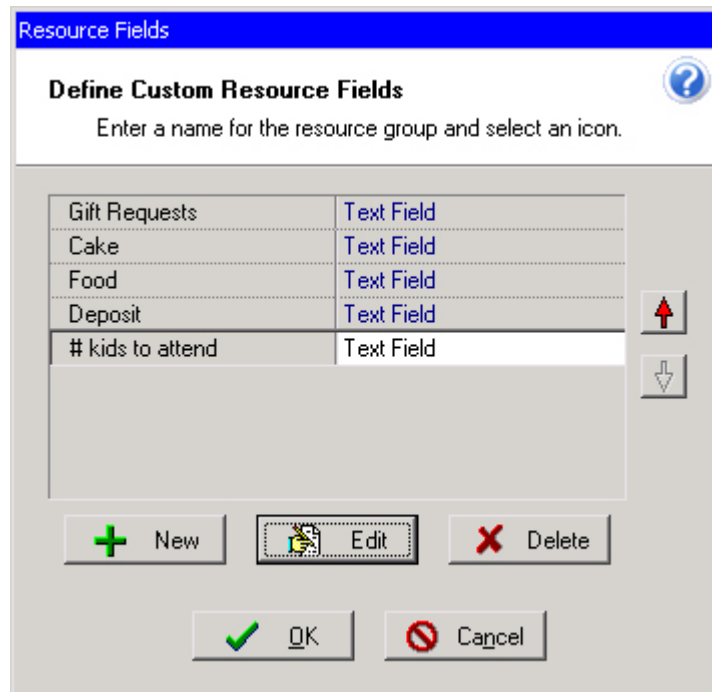 Resource Fields
Define Custom Resource Fields
Enter a name for the resource group and select an icon.
Gift Requests Text Field
Cake Text Field
Food Text Field
Deposit Text Field
# kids to attend Text Field
New Edit Delete
OK Cancel